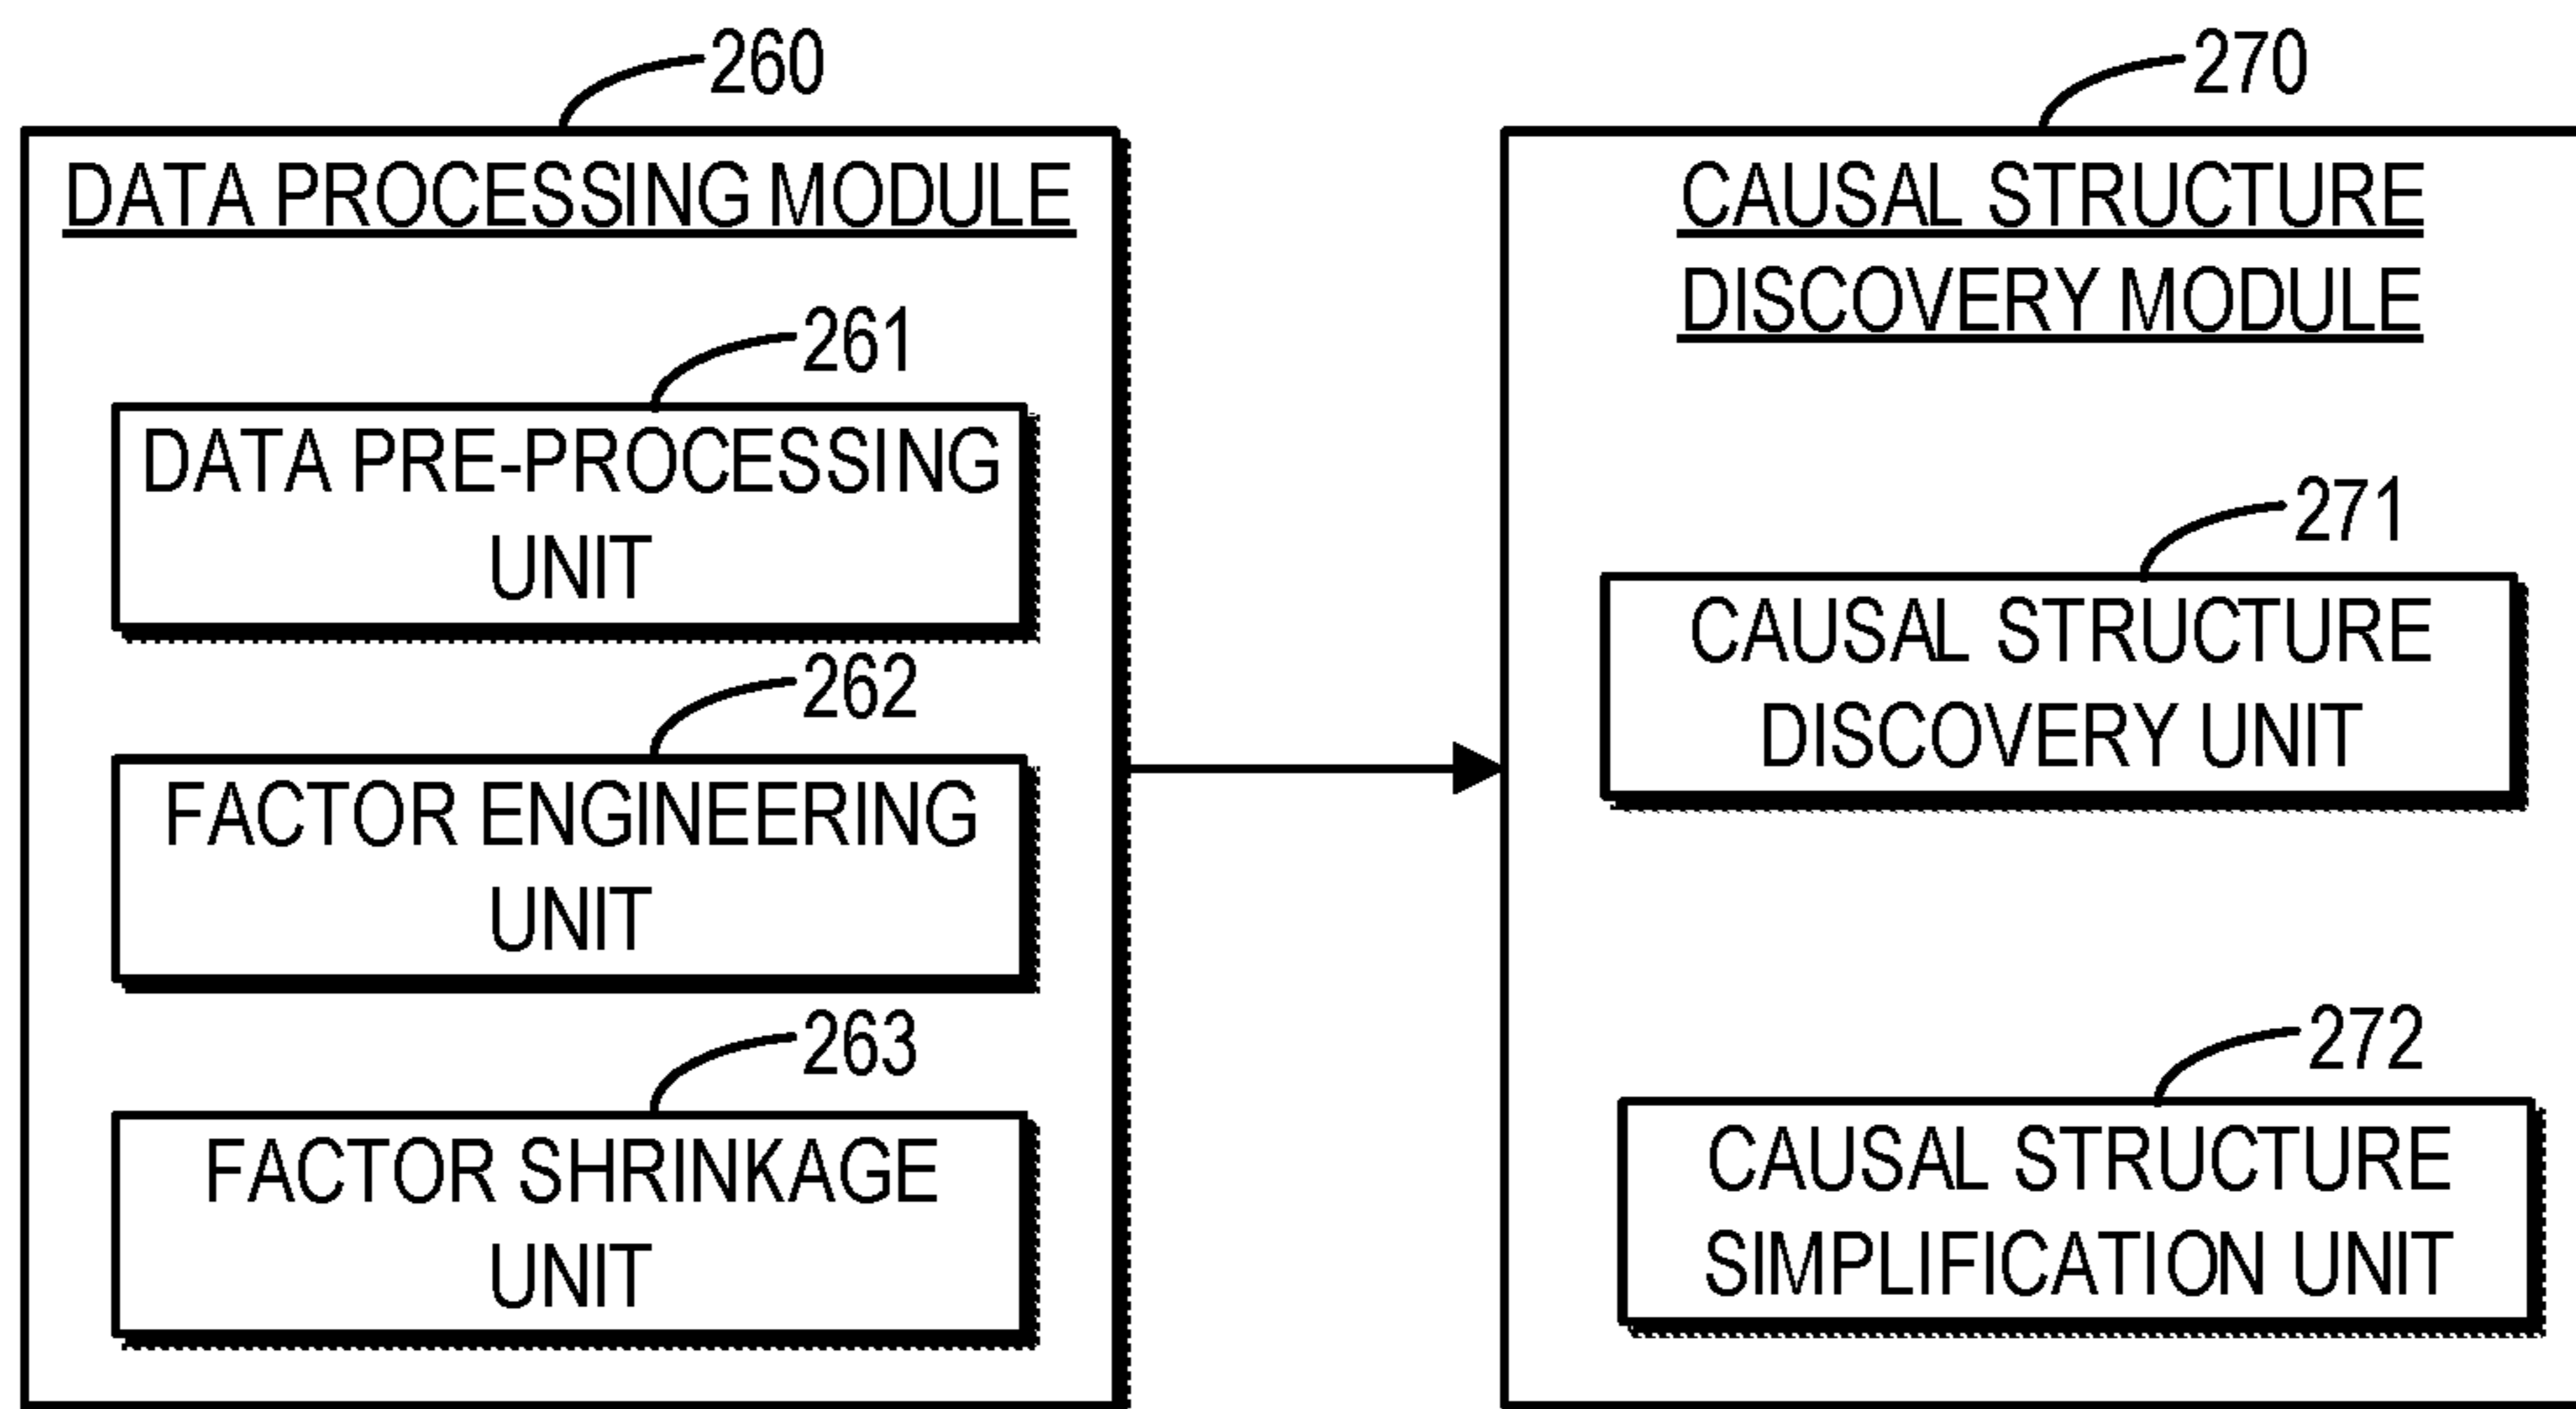 260
DATA PROCESSING MODULE
261
DATA PRE-PROCESSING
UNIT
262
FACTOR ENGINEERING
UNIT
263
FACTOR SHRINKAGE
UNIT
270
CAUSAL STRUCTURE
DISCOVERY MODULE
271
CAUSAL STRUCTURE
DISCOVERY UNIT
272
CAUSAL STRUCTURE
SIMPLIFICATION UNIT